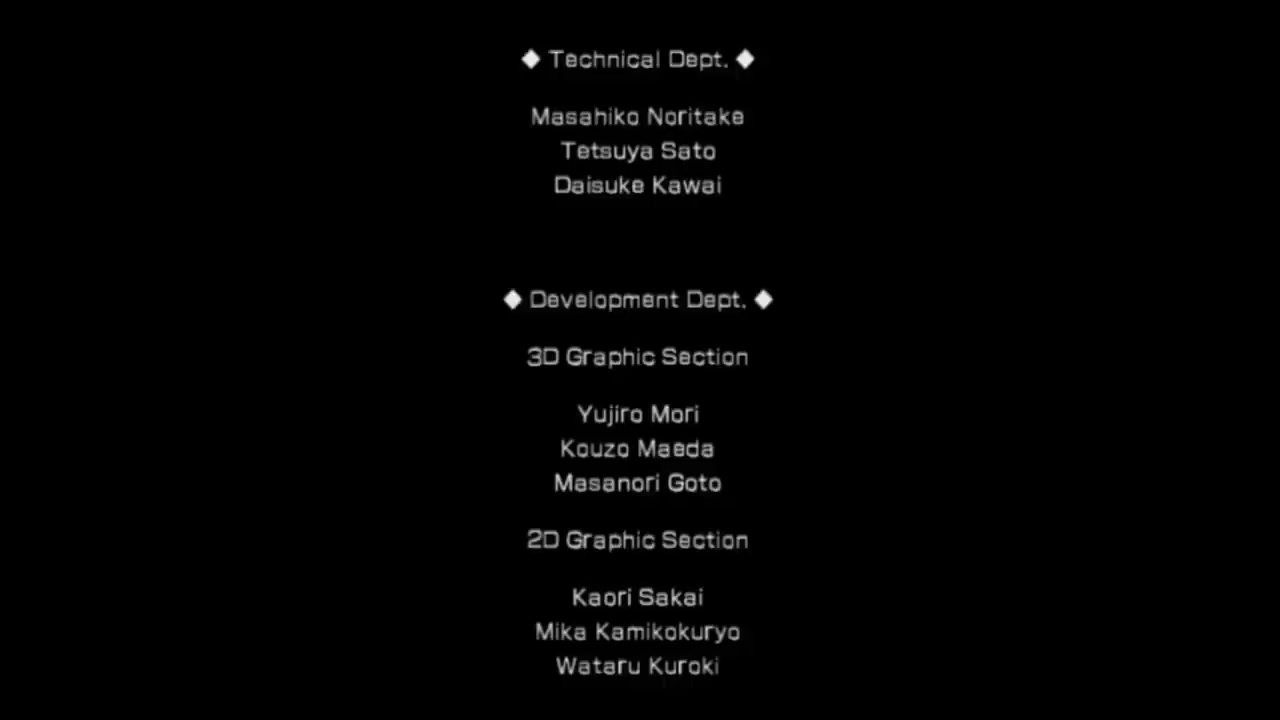 ◆ Technical Dept. ◆
Masahiko Noritake
Tetsuya Sato
Daisuke Kawai
◆ Development Dept. ◆
3D Graphic Section
Yujiro Mori
Kouzo Maeda
Masanori Goto
2D Graphic Section
Kaori Sakai
Mika Kamikokuryo
Wataru Kuroki